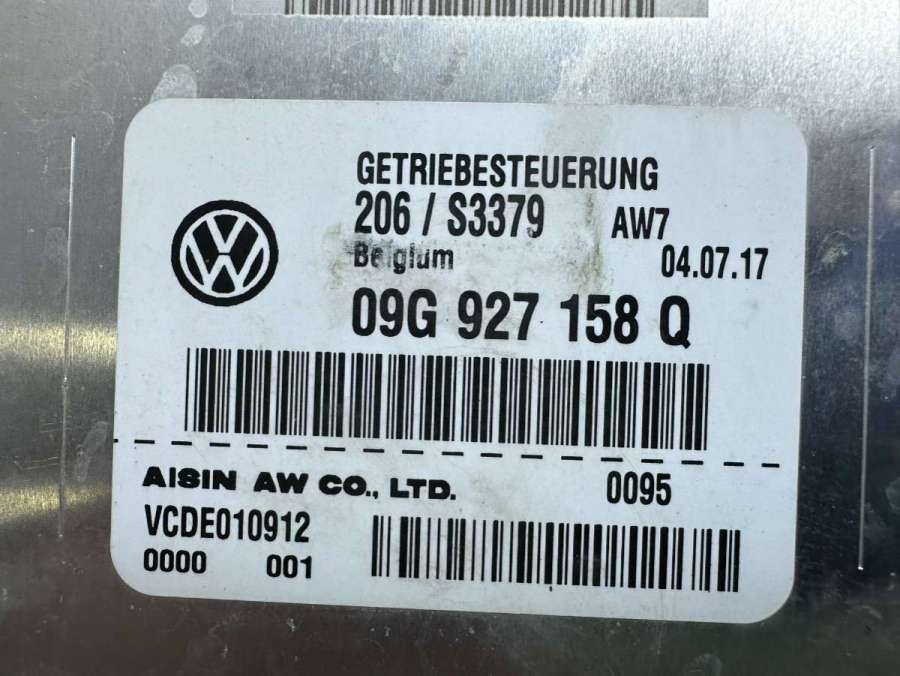 GETRIEBESTEUERUNG
206 / S3379 AW7
Belgium 04.07.17
09G 927 158 Q
AISIN AW CO., LTD. 0095
VCDE010912
0000 001